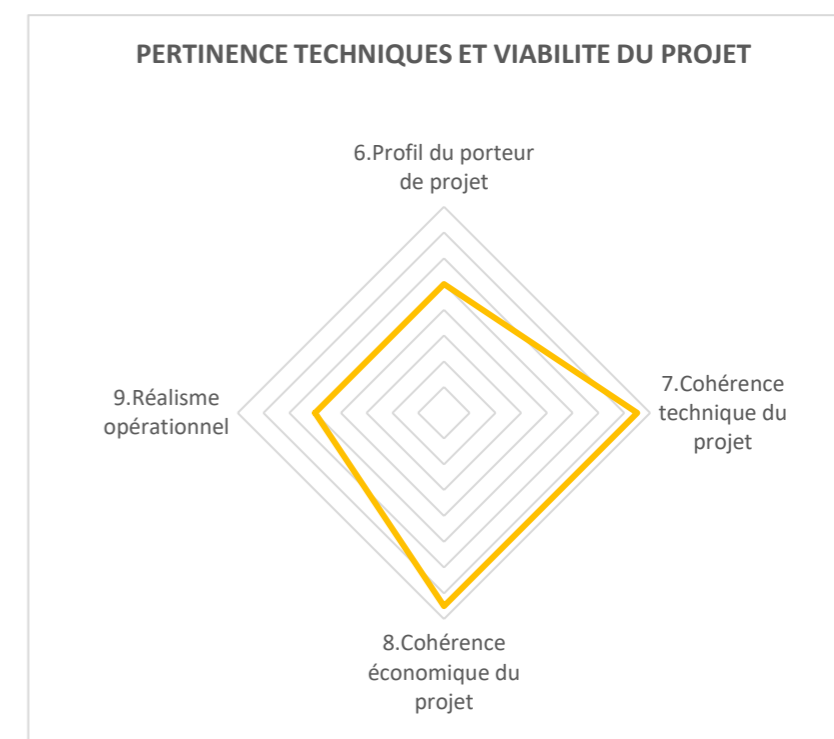 PERTINENCE TECHNIQUES ET VIABILITE DU PROJET
6.Profil du porteur
de projet
7.Cohérence
technique du
projet
9.Réalisme
opérationnel
8.Cohérence
économique du
projet